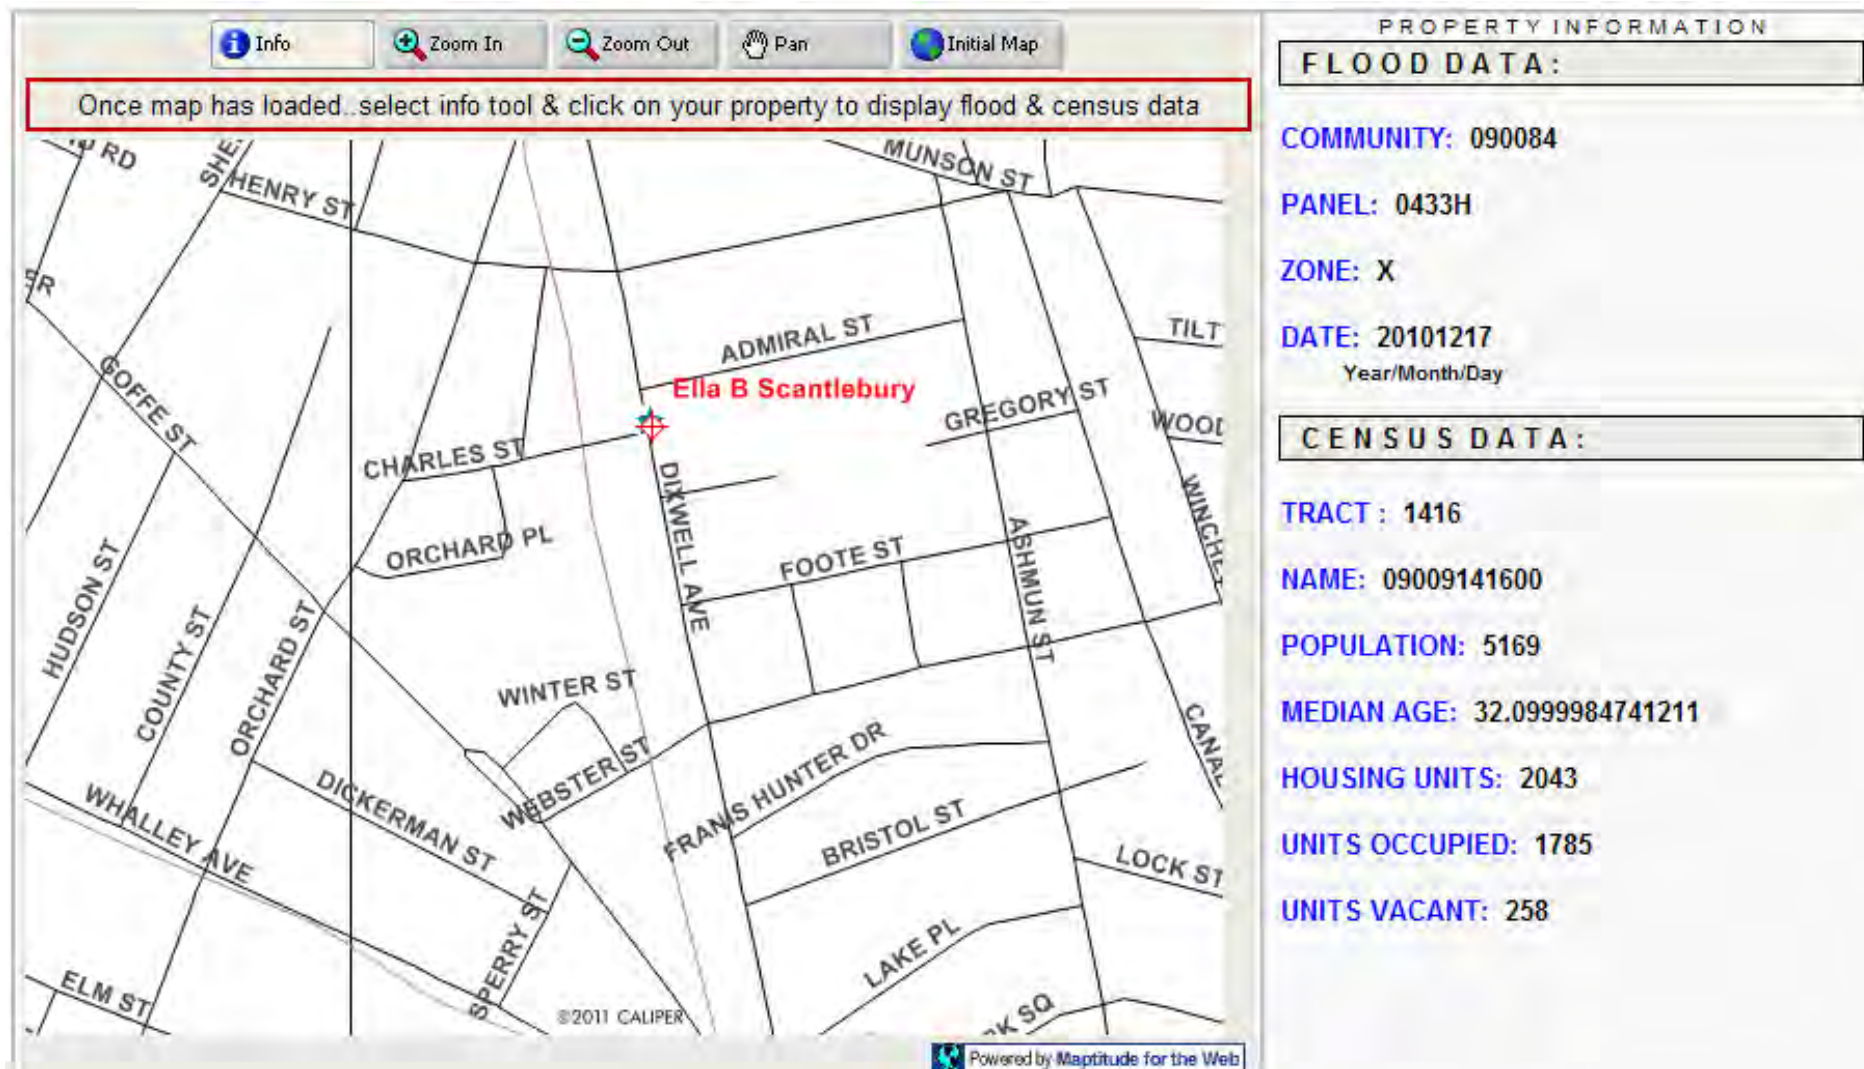 Info
Zoom In
Zoom Out
Pan
Initial Map
Once map has loaded..select info tool & click on your property to display flood & census data
RD
HENRY ST
MUNSON ST
ADMIRAL ST
TILT
GOFFE ST
Ella B Scantlebury
GREGORY ST
WOOD
CHARLES ST
DIXWELL AVE
WINCHE
ORCHARD PL
FOOTE ST
ASHMUN ST
HUDSON ST
COUNTY ST
ORCHARD ST
WINTER ST
CANAL
WEBSTER ST
FRANIS HUNTER DR
WHALLEY AVE
DICKERMAN ST
BRISTOL ST
LOCK ST
SPERRY ST
LAKE PL
ELM ST
RK SQ
©2011 CALIPER
Powered by Maptitude for the Web
PROPERTY INFORMATION
FLOOD DATA:
COMMUNITY: 090084
PANEL: 0433H
ZONE: X
DATE: 20101217
Year/Month/Day
CENSUS DATA:
TRACT : 1416
NAME: 09009141600
POPULATION: 5169
MEDIAN AGE: 32.0999984741211
HOUSING UNITS: 2043
UNITS OCCUPIED: 1785
UNITS VACANT: 258